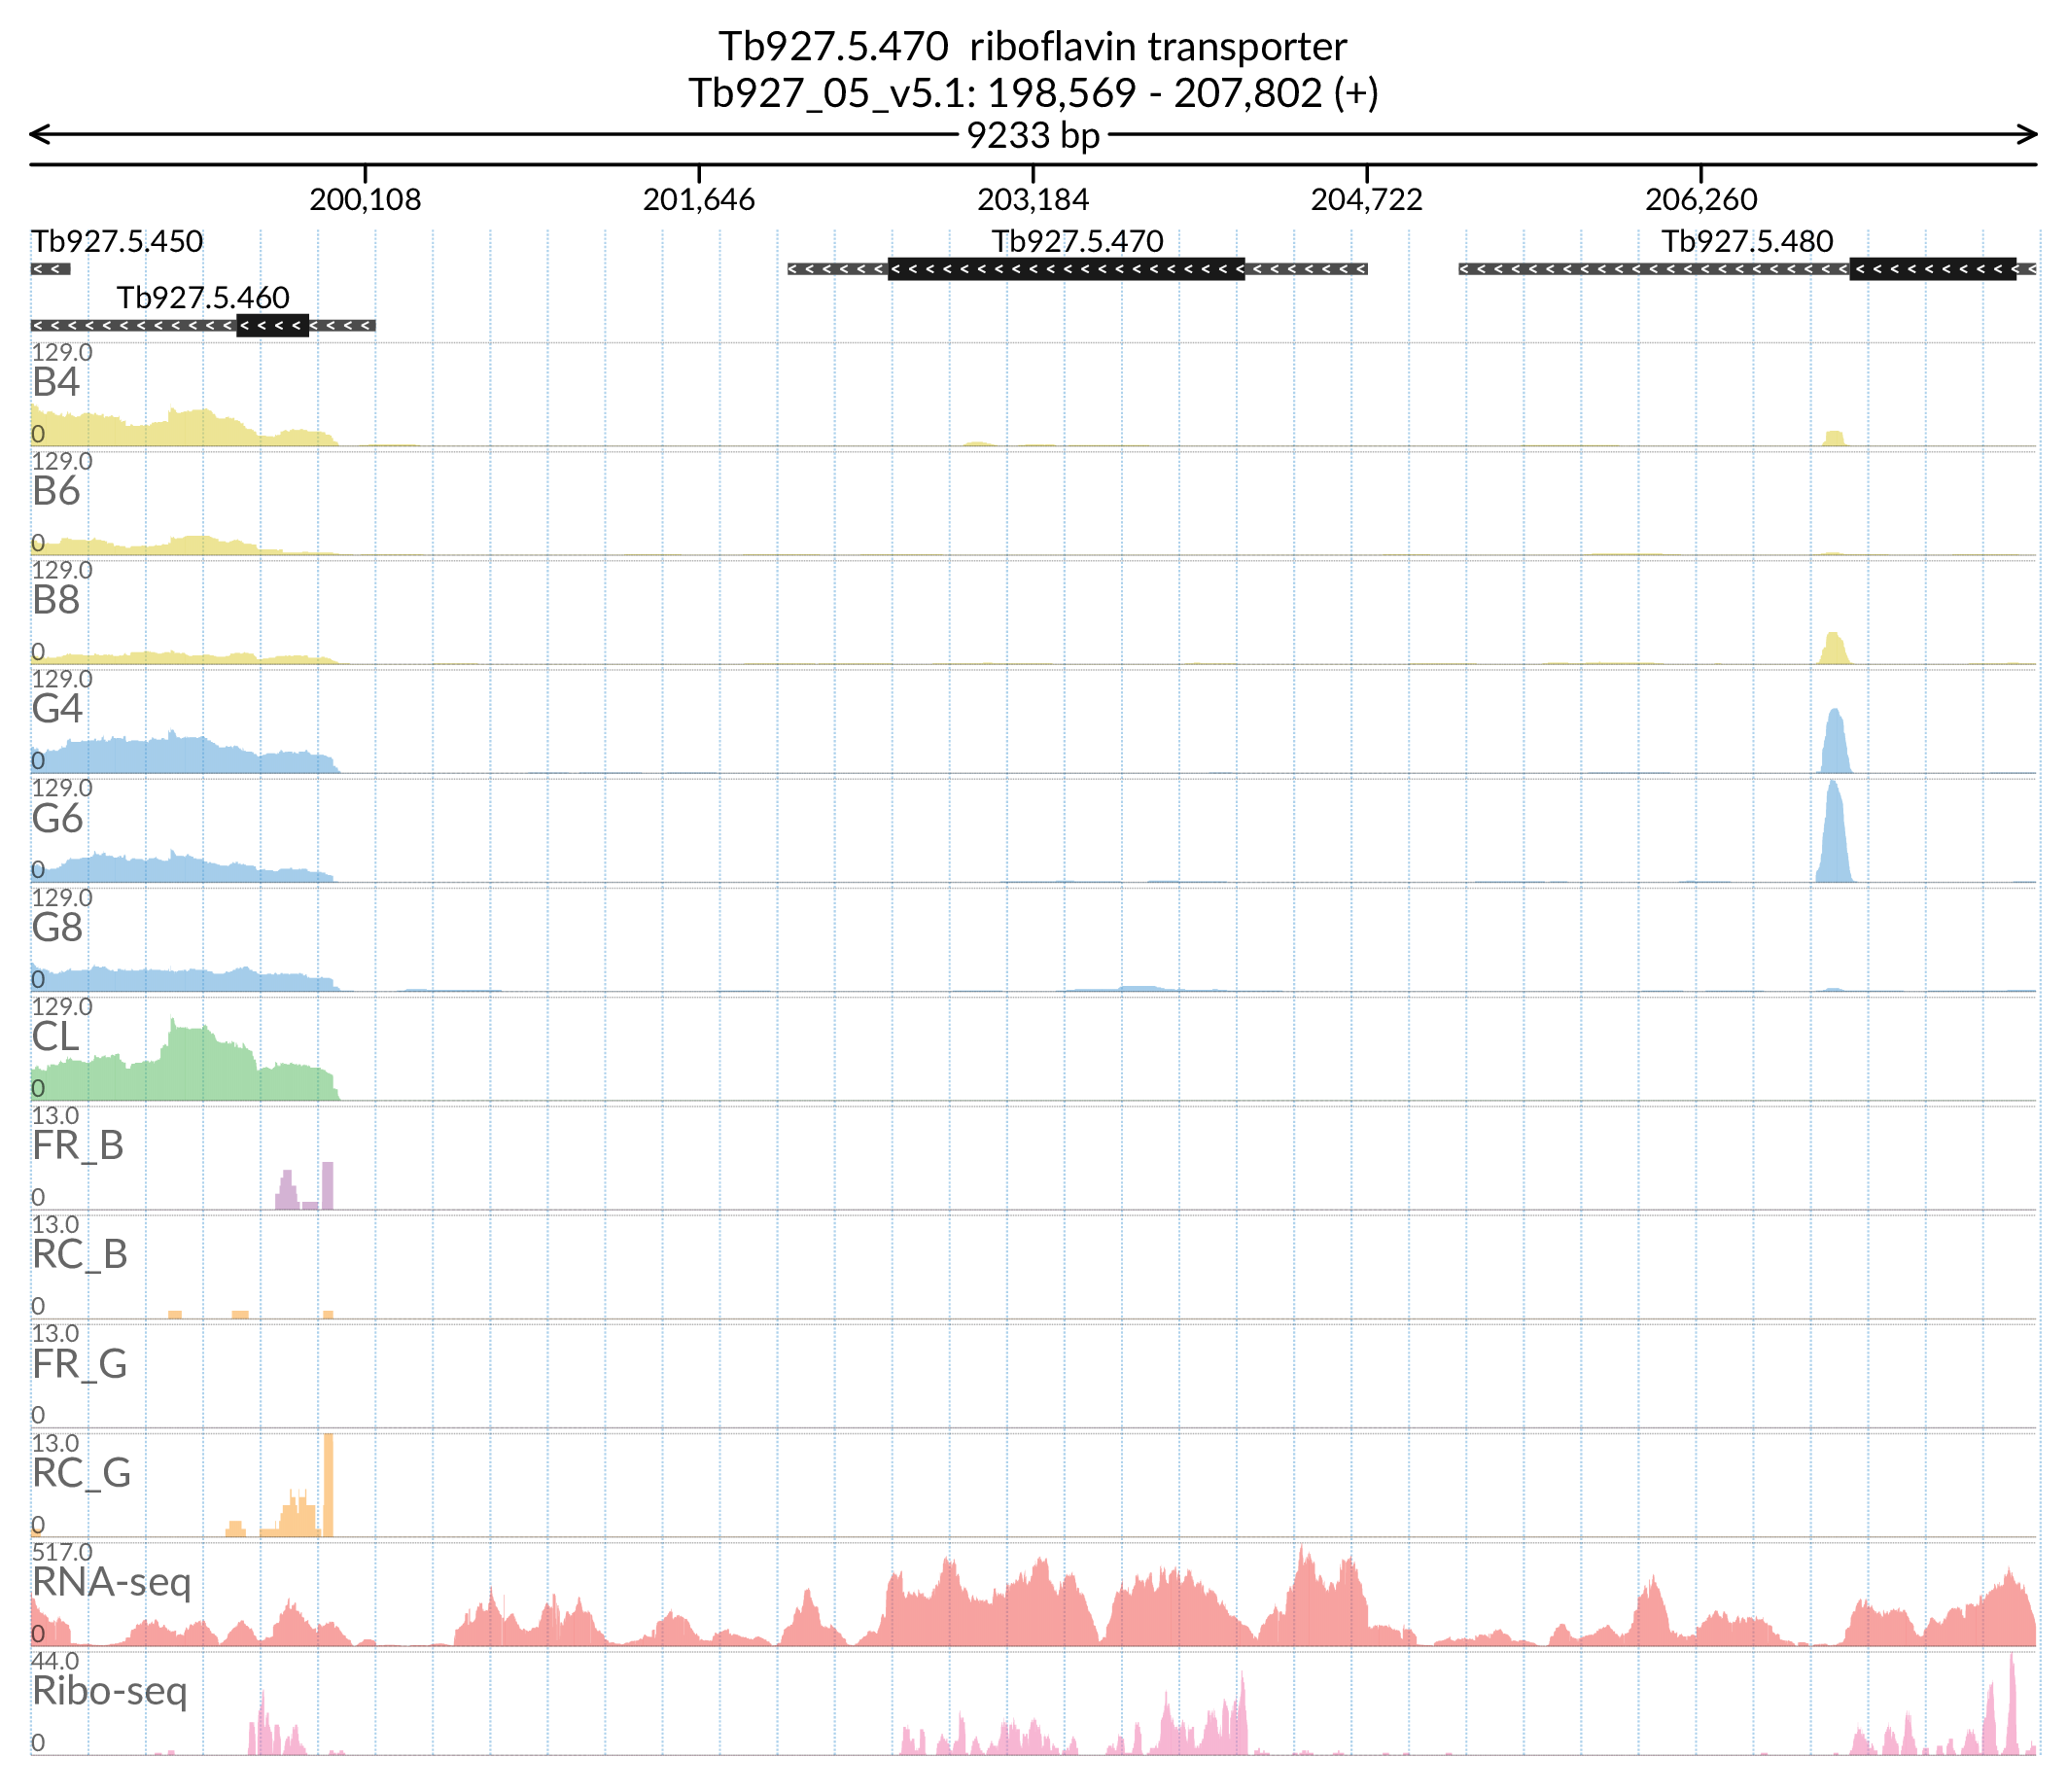 Tb927.5.470 riboflavin transporter
Tb927_05_v5.1: 198,569 - 207,802 (+)
9233 bp
200,108 201,646 203,184 204,722 206,260
Tb927.5.450 Tb927.5.470 Tb927.5.480
Tb927.5.460
129.0
B4
0
129.0
B6
0
129.0
B8
0
129.0
G4
0
129.0
G6
0
129.0
G8
0
129.0
CL
0
13.0
FR_B
0
13.0
RC_B
0
13.0
FR_G
0
13.0
RC_G
0
517.0
RNA-seq
0
44.0
Ribo-seq
0